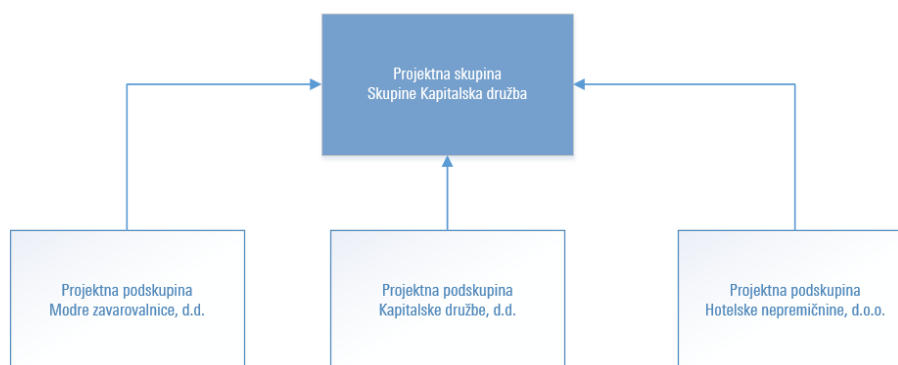 Projektna skupina
Skupine Kapitalska družba
Projektna podskupina
Modre zavarovalnice, d.d.
Projektna podskupina
Kapitalske družbe, d.d.
Projektna podskupina
Hotelske nepremičnine, d.o.o.